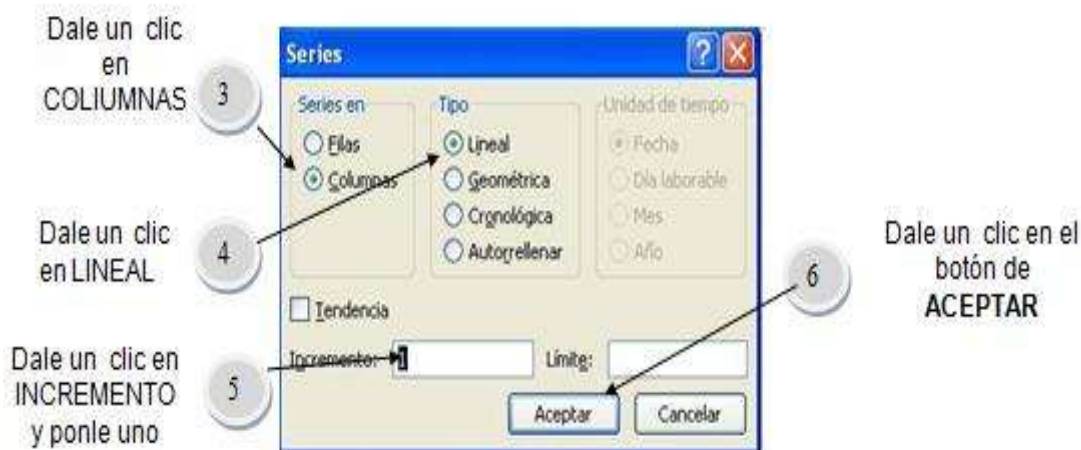 Dale un clic
en
COLIUMNAS
3
Dale un clic
en LINEAL
4
Dale un clic en
INCREMENTO
y ponle uno
5
Series
Series en
Filas
Columnas
Tipo
Lineal
Geométrica
Cronológica
Autorrellenar
Unidad de tiempo
Fecha
Día laborable
Mes
Año
Tendencia
Incremento: 1
Límite:
Aceptar
Cancelar
6
Dale un clic en el
botón de
ACEPTAR